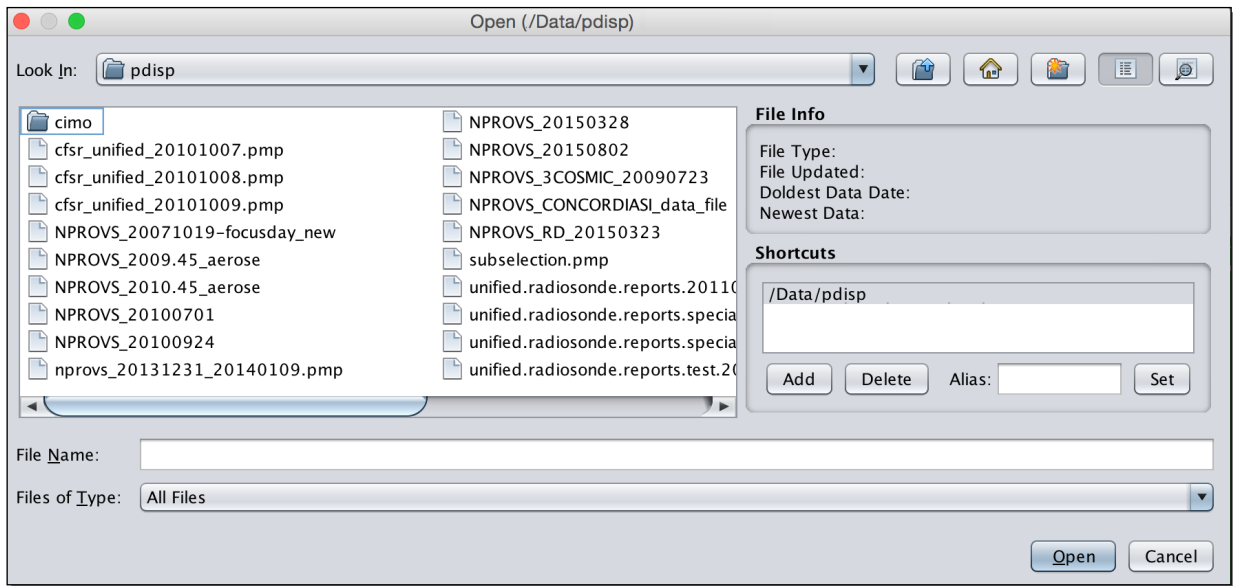 Open (/Data/pdisp)
Look In:
pdisp
cimo
cfsr_unified_20101007.pmp
cfsr_unified_20101008.pmp
cfsr_unified_20101009.pmp
NPROVS_20071019-focusday_new
NPROVS_2009.45_aerose
NPROVS_2010.45_aerose
NPROVS_20100701
NPROVS_20100924
nprovs_20131231_20140109.pmp
NPROVS_20150328
NPROVS_20150802
NPROVS_3COSMIC_20090723
NPROVS_CONCORDIASI_data_file
NPROVS_RD_20150323
subselection.pmp
unified.radiosonde.reports.20110
unified.radiosonde.reports.specia
unified.radiosonde.reports.specia
unified.radiosonde.reports.test.20
File Info
File Type:
File Updated:
Doldest Data Date:
Newest Data:
Shortcuts
/Data/pdisp
Add
Delete
Alias:
Set
File Name:
Files of Type:
All Files
Open
Cancel